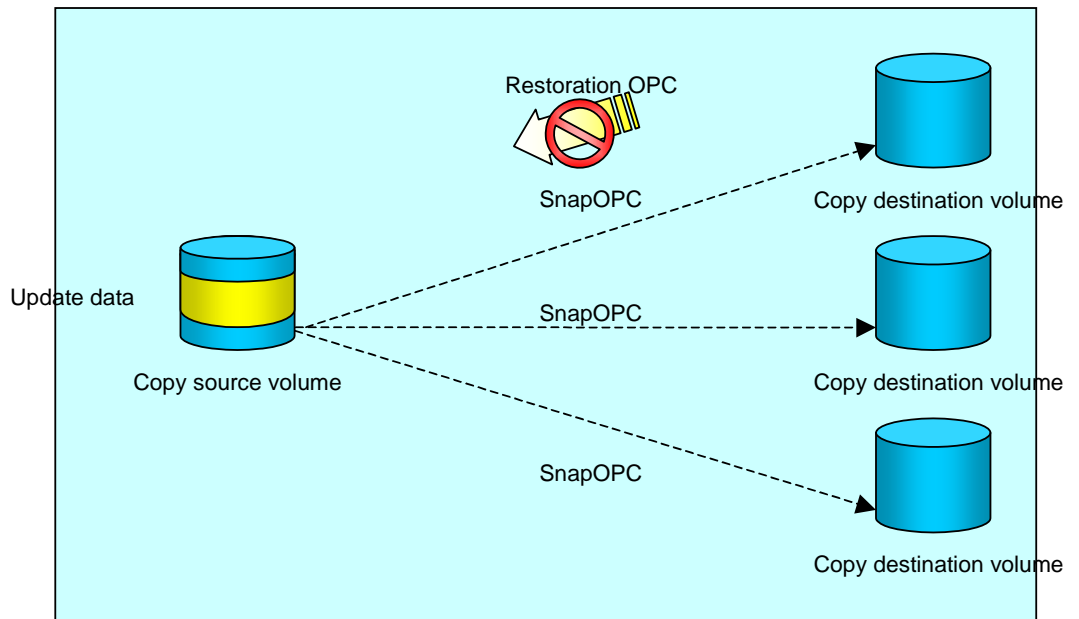 Restoration OPC
SnapOPC
Copy destination volume
Update data
SnapOPC
Copy source volume
Copy destination volume
SnapOPC
Copy destination volume